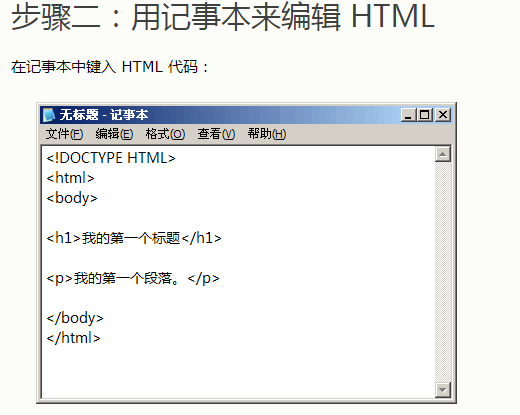 步骤二：用记事本来编辑 HTML
在记事本中键入 HTML 代码：
无标题 - 记事本
文件(F) 编辑(E) 格式(O) 查看(V) 帮助(H)
<!DOCTYPE HTML>
<html>
<body>
<h1>我的第一个标题</h1>
<p>我的第一个段落。</p>
</body>
</html>